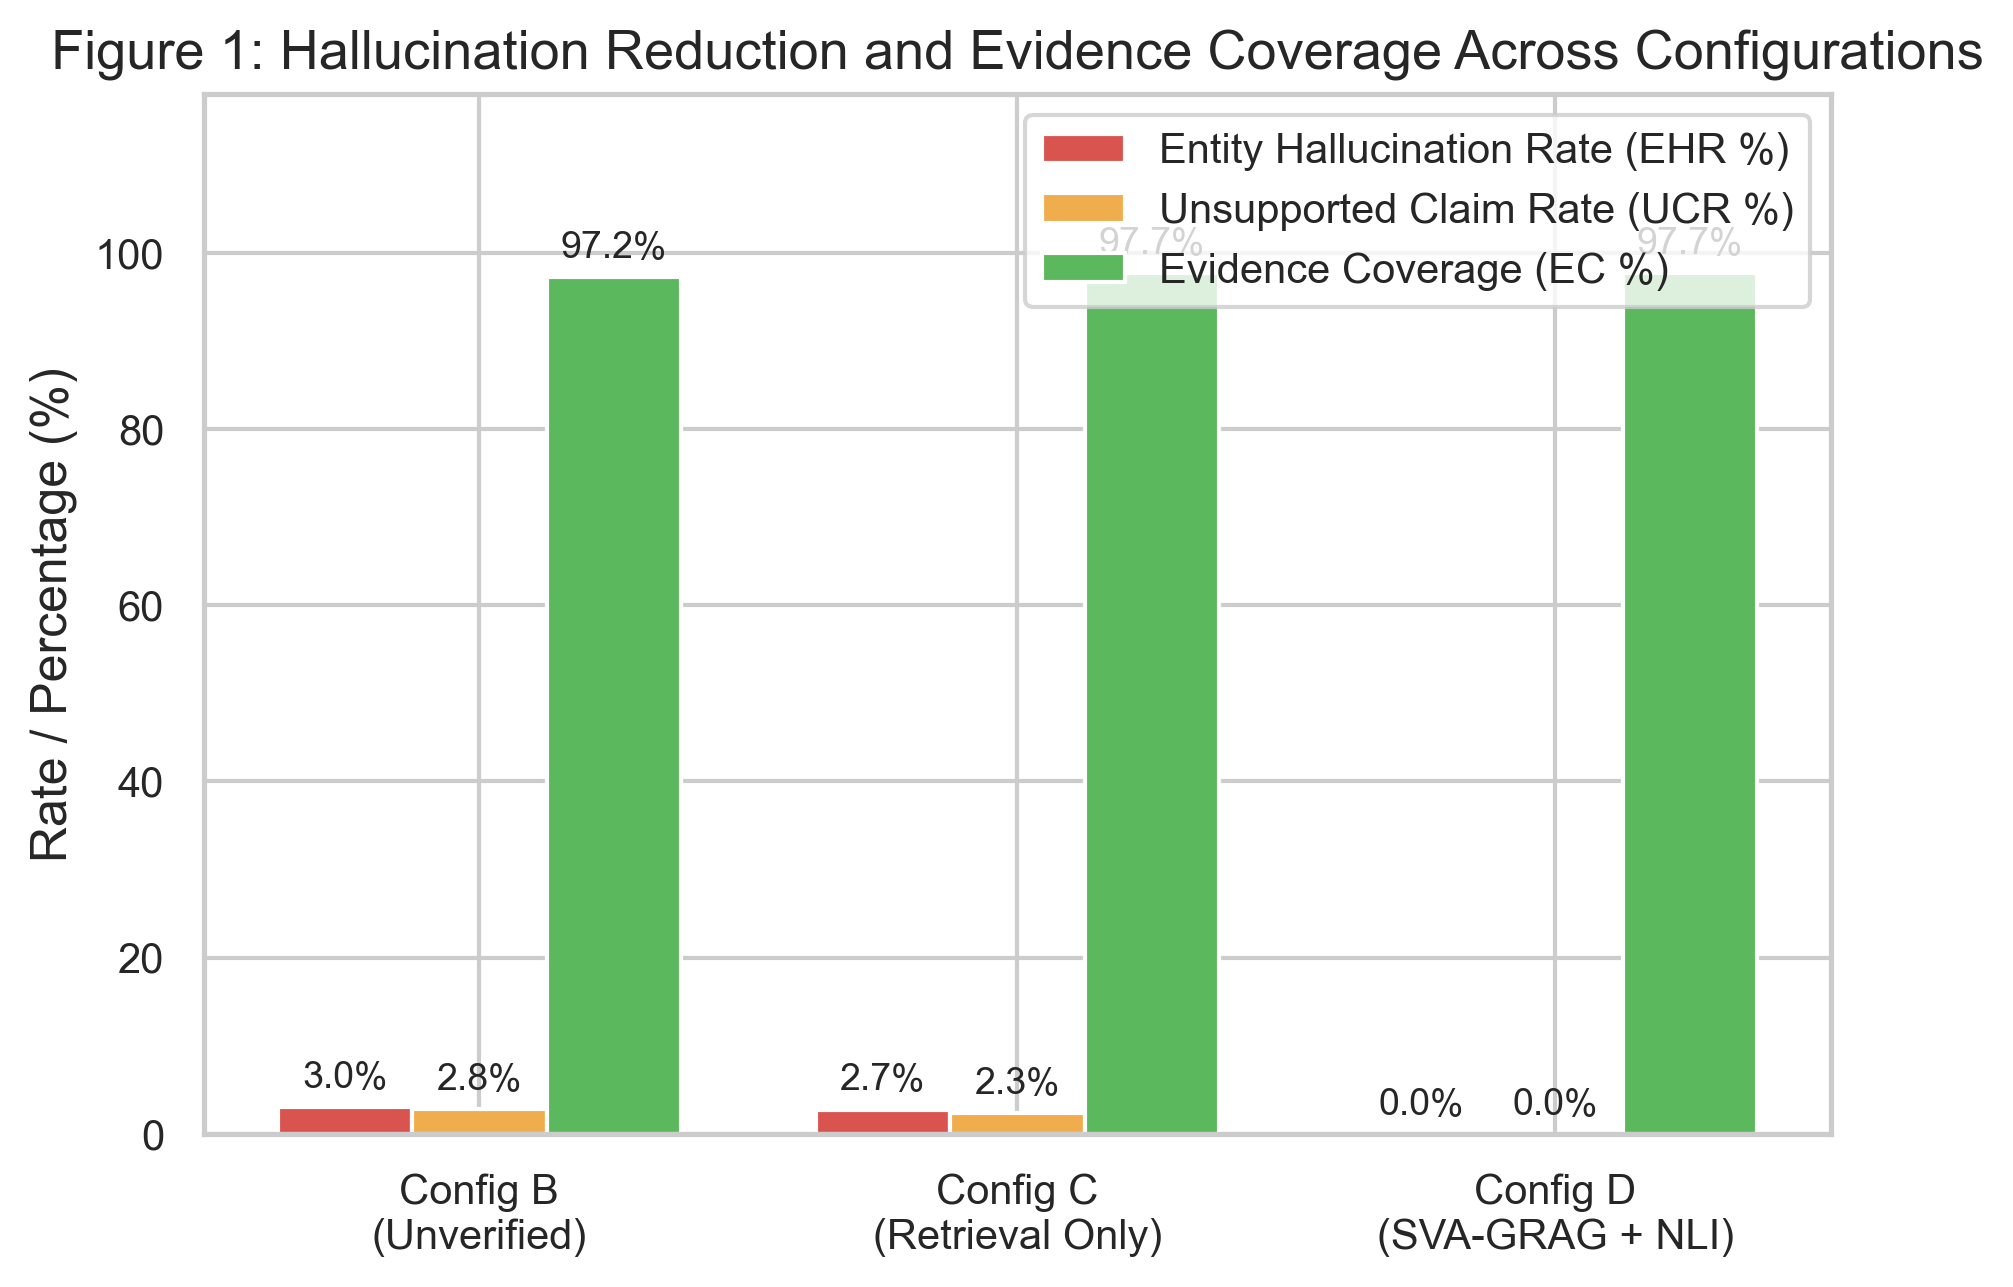 Figure 1: Hallucination Reduction and Evidence Coverage Across Configurations
Rate / Percentage (%)
100
80
60
40
20
0
Entity Hallucination Rate (EHR %)
Unsupported Claim Rate (UCR %)
Evidence Coverage (EC %)
97.2%
97.7%
97.7%
3.0%
2.8%
2.7%
2.3%
0.0%
0.0%
Config B
(Unverified)
Config C
(Retrieval Only)
Config D
(SVA-GRAG + NLI)